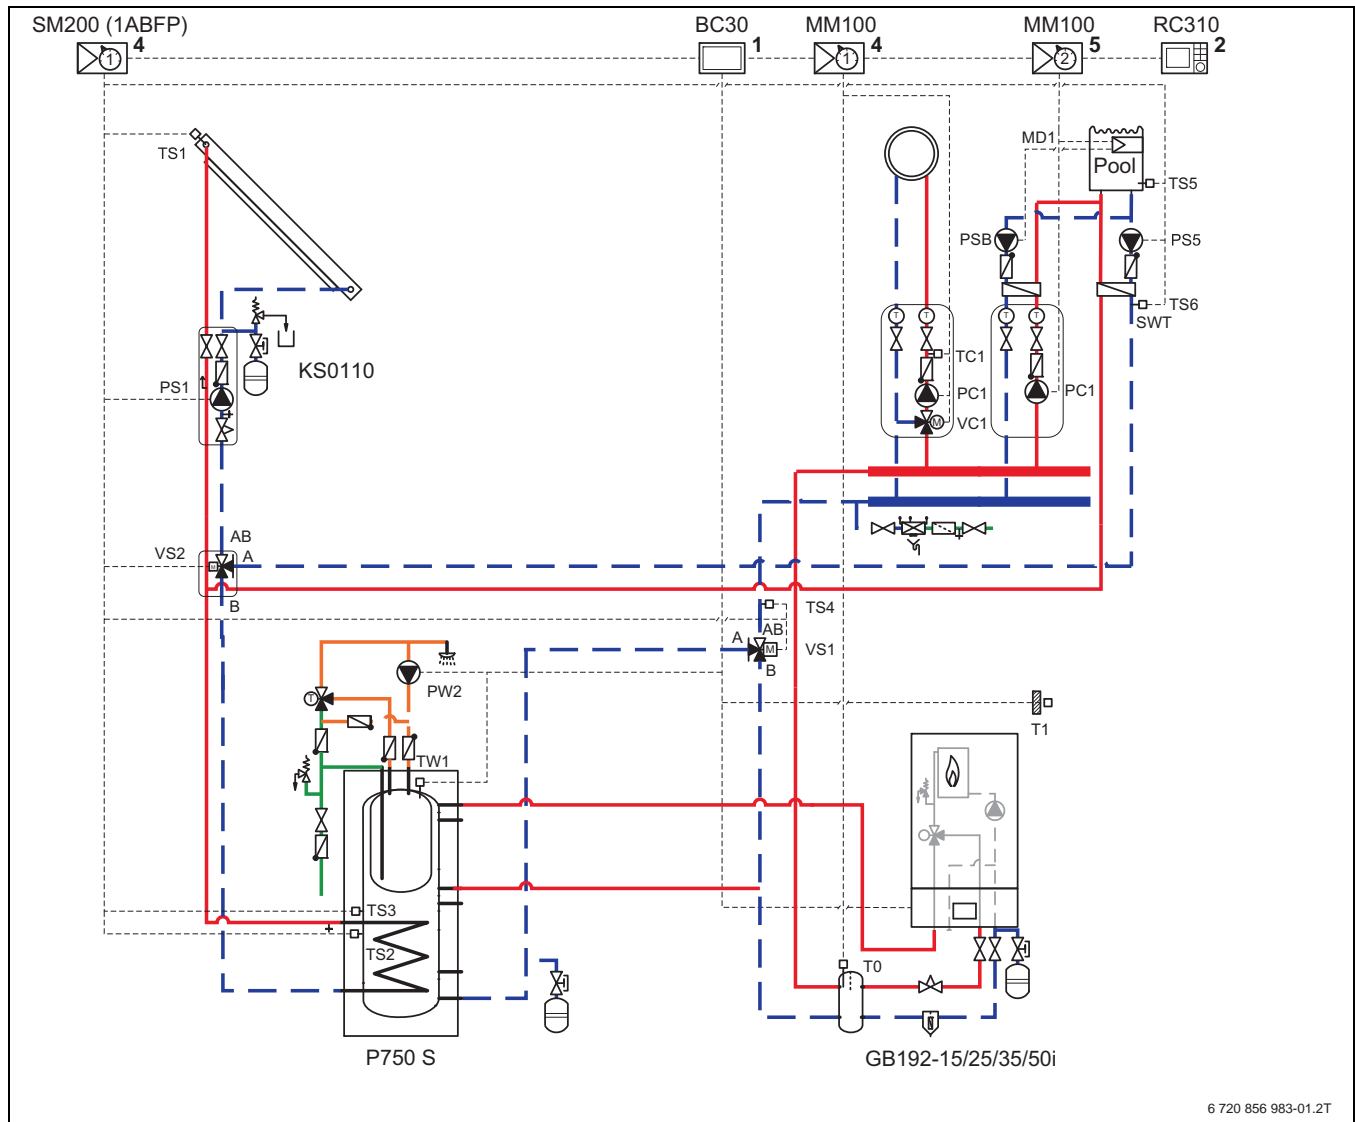 SM200 (1ABFP) BC30 MM100 MM100 RC310
4 1 4 5 2
1 1 2
TS1
MD1
Pool
TS5
PSB PS5
TS6
SWT
T T T T
KS0110
TC1
PS1
PC1 PC1
M VC1
AB
VS2 A
M
B
TS4
A AB
M VS1
B
PW2
T
T1
TW1
TS3
TS2
T0
P750 S
GB192-15/25/35/50i
6 720 856 983-01.2T